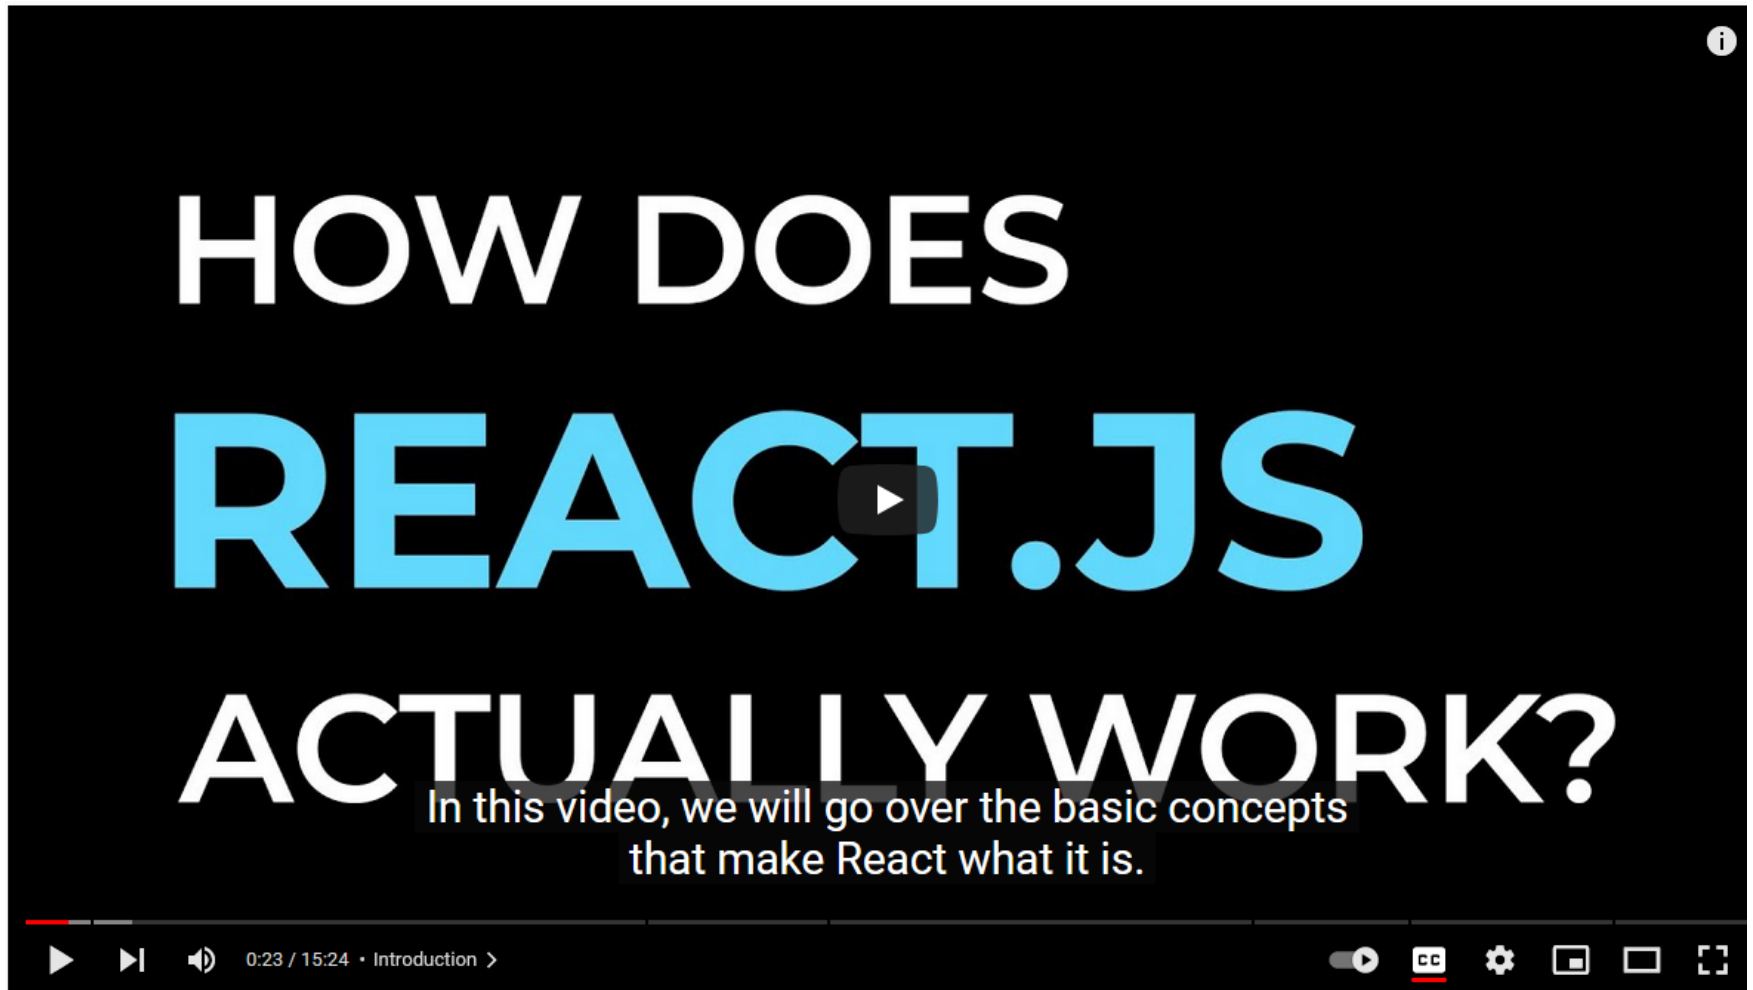 HOW DOES
REACT.JS
ACTUALLY WORK?
In this video, we will go over the basic concepts
that make React what it is.
0:23 / 15:24 • Introduction
CC